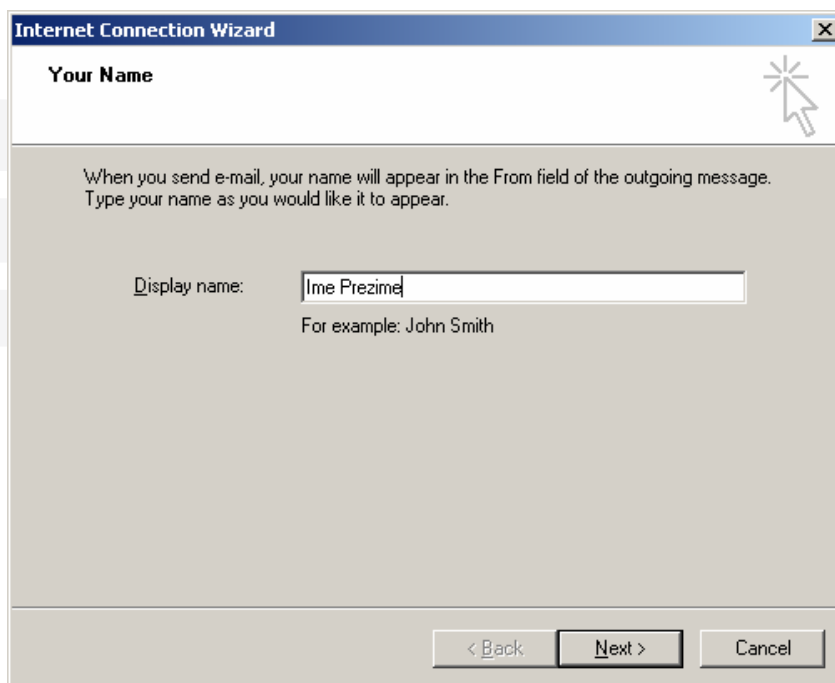 Internet Connection Wizard
Your Name
When you send e-mail, your name will appear in the From field of the outgoing message.
Type your name as you would like it to appear.
Display name: Ime Prezime
For example: John Smith
< Back Next > Cancel